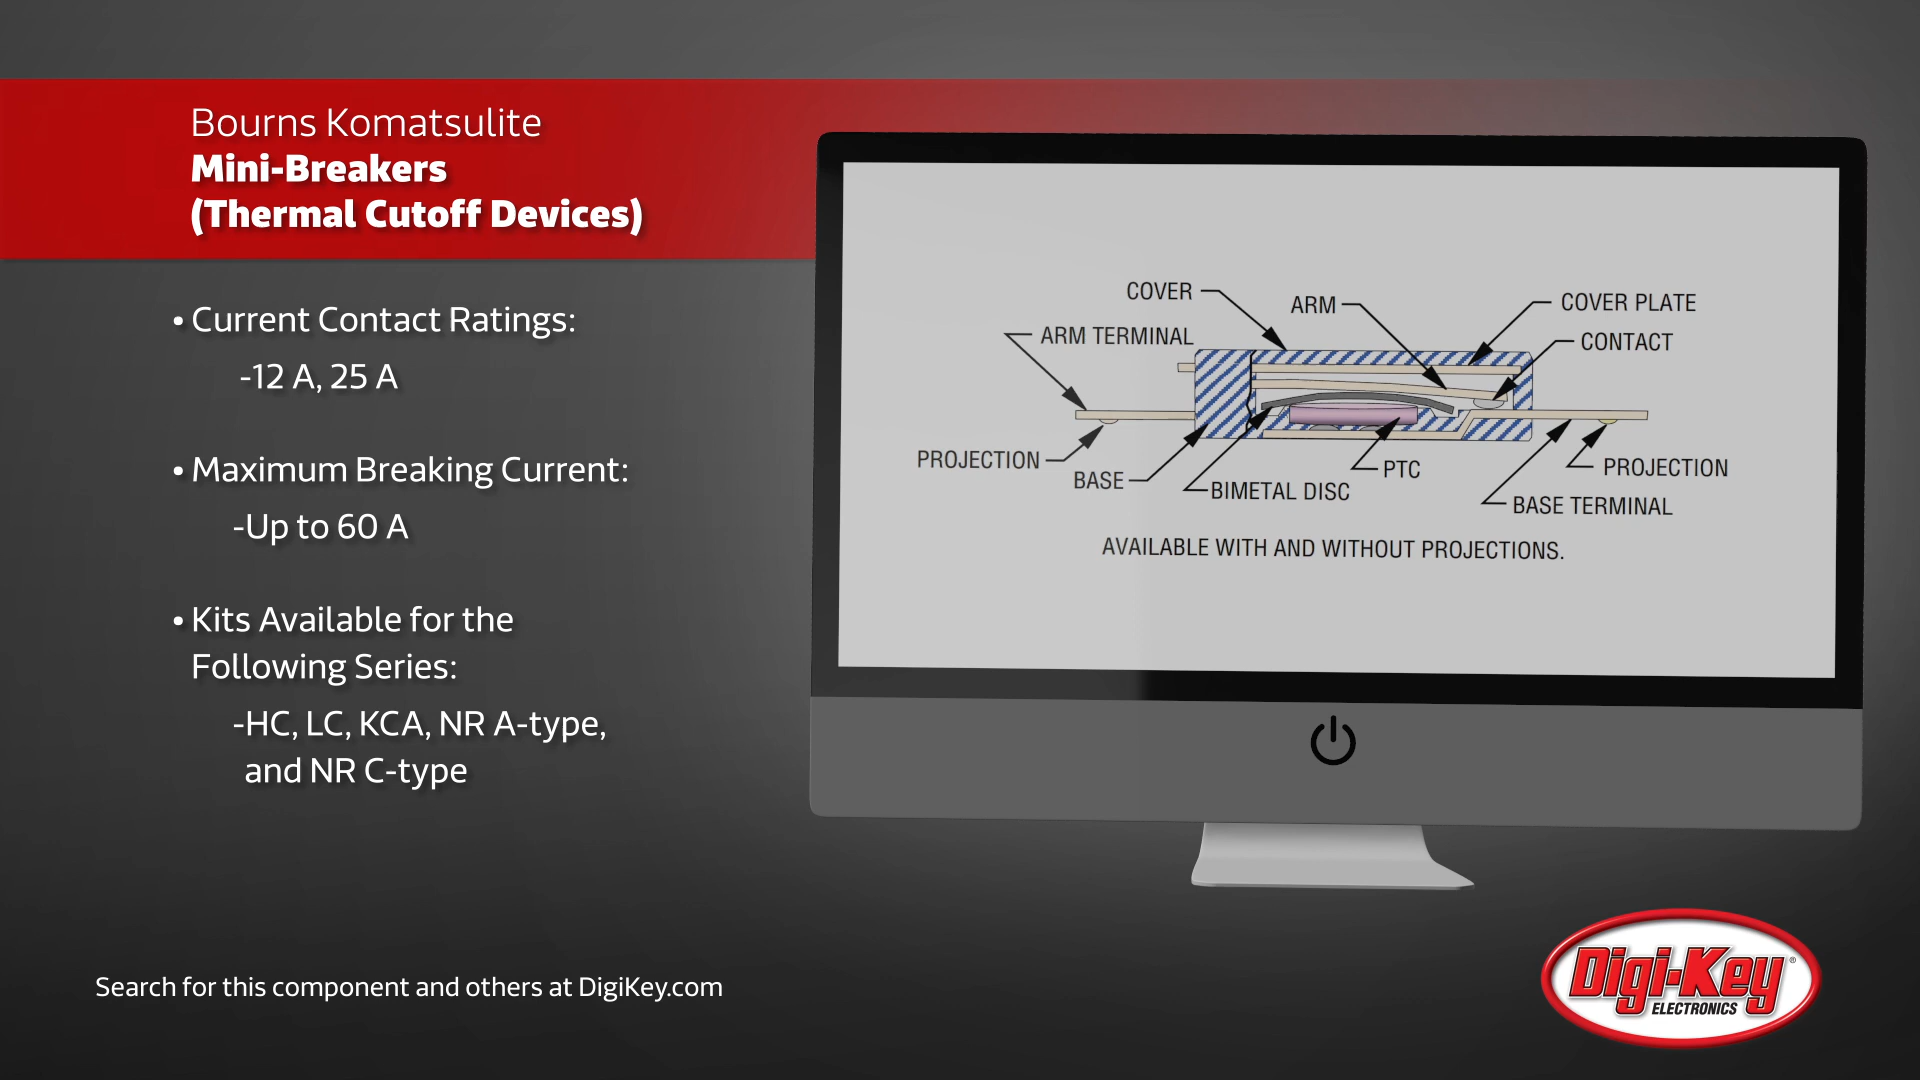 Bourns Komatsulite
Mini-Breakers
(Thermal Cutoff Devices)
• Current Contact Ratings:
-12 A, 25 A
• Maximum Breaking Current:
-Up to 60 A
• Kits Available for the
Following Series:
-HC, LC, KCA, NR A-type,
and NR C-type
COVER
ARM
COVER PLATE
ARM TERMINAL
CONTACT
PROJECTION
BASE
BIMETAL DISC
PTC
PROJECTION
BASE TERMINAL
AVAILABLE WITH AND WITHOUT PROJECTIONS.
Search for this component and others at DigiKey.com
Digi-Key®
ELECTRONICS